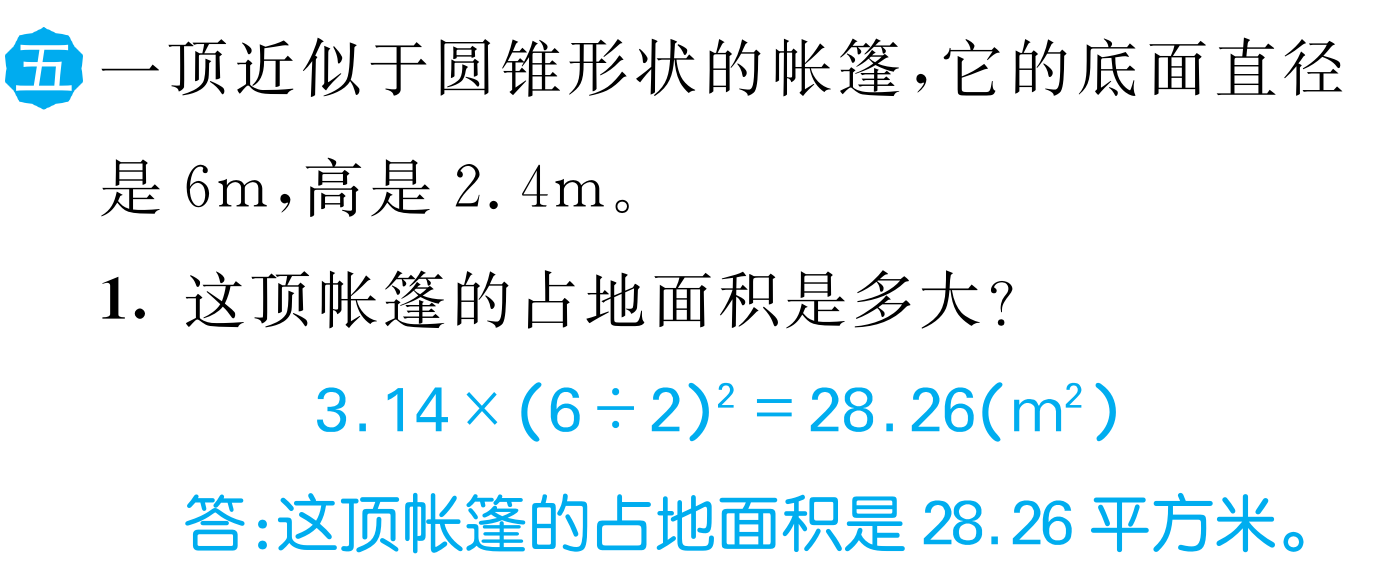 五 一顶近似于圆锥形状的帐篷,它的底面直径
是 6m,高是 2.4m。
1. 这顶帐篷的占地面积是多大?
3.14×(6÷2)²=28.26(m²)
答:这顶帐篷的占地面积是 28.26 平方米。